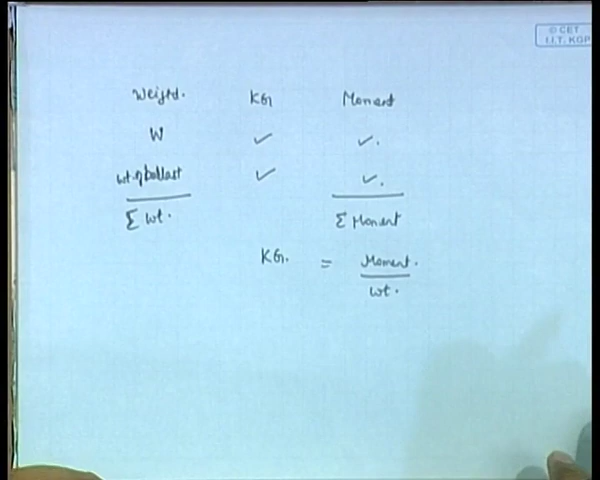 © CET
I.I.T. KGP
Weight. KG Moment
W ✓ ✓.
wt. of ballast ✓ ✓.
Σ wt. Σ Moment
KG. = Moment.
wt.